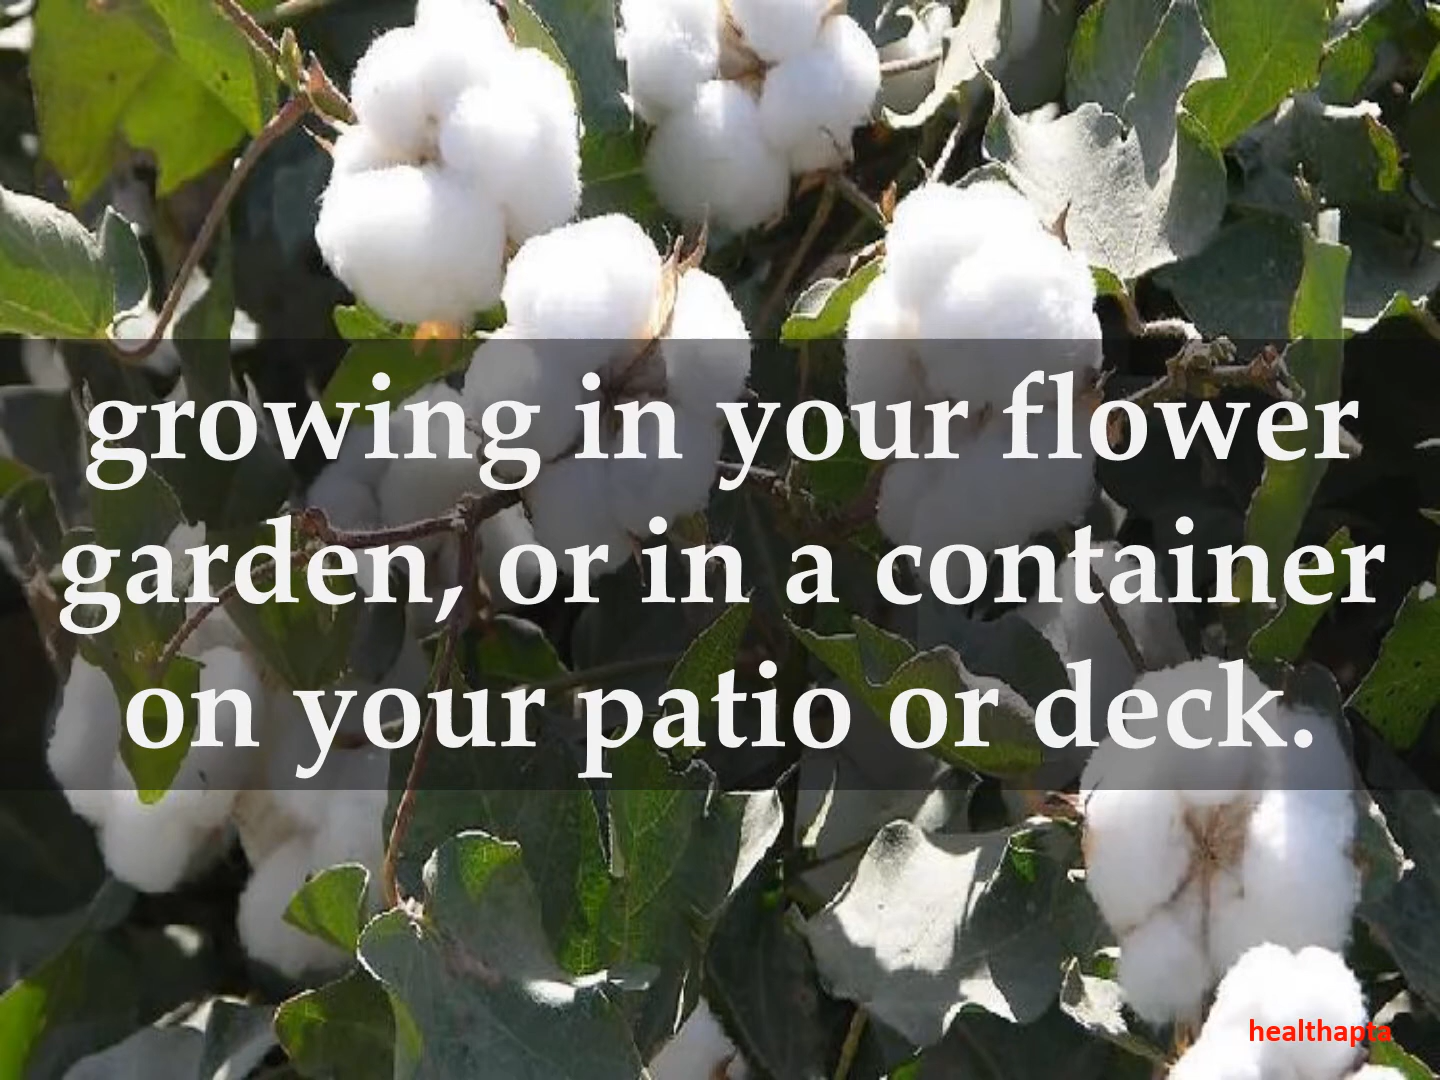 growing in your flower
garden, or in a container
on your patio or deck.
healthapta